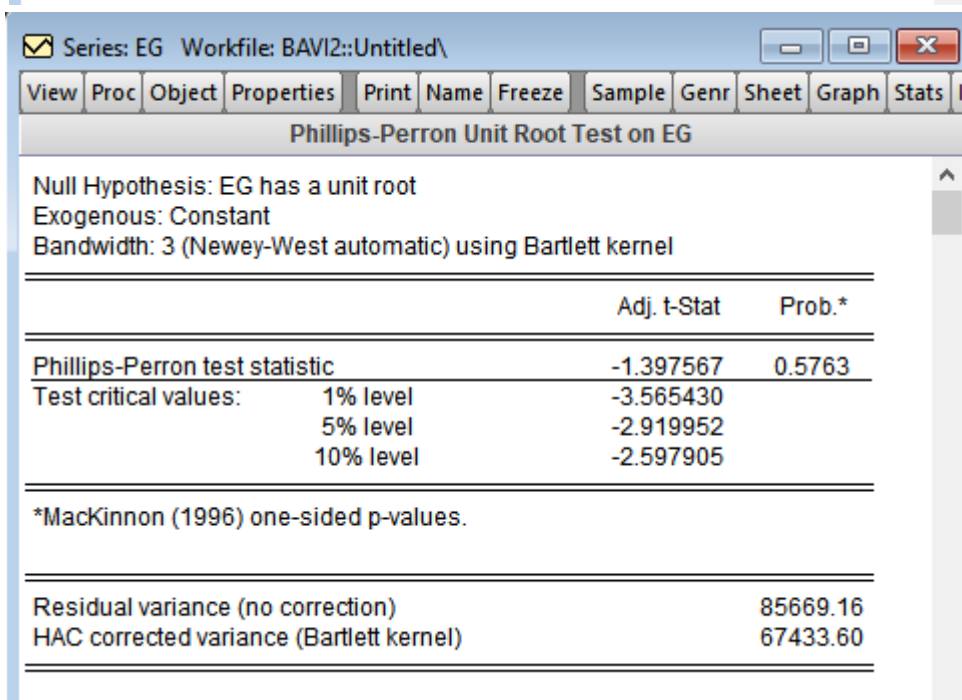 Series: EG Workfile: BAVI2::Untitled\
View Proc Object Properties Print Name Freeze Sample Genr Sheet Graph Stats
Phillips-Perron Unit Root Test on EG
Null Hypothesis: EG has a unit root
Exogenous: Constant
Bandwidth: 3 (Newey-West automatic) using Bartlett kernel
Adj. t-Stat Prob.*
Phillips-Perron test statistic -1.397567 0.5763
Test critical values: 1% level -3.565430
5% level -2.919952
10% level -2.597905
*MacKinnon (1996) one-sided p-values.
Residual variance (no correction) 85669.16
HAC corrected variance (Bartlett kernel) 67433.60